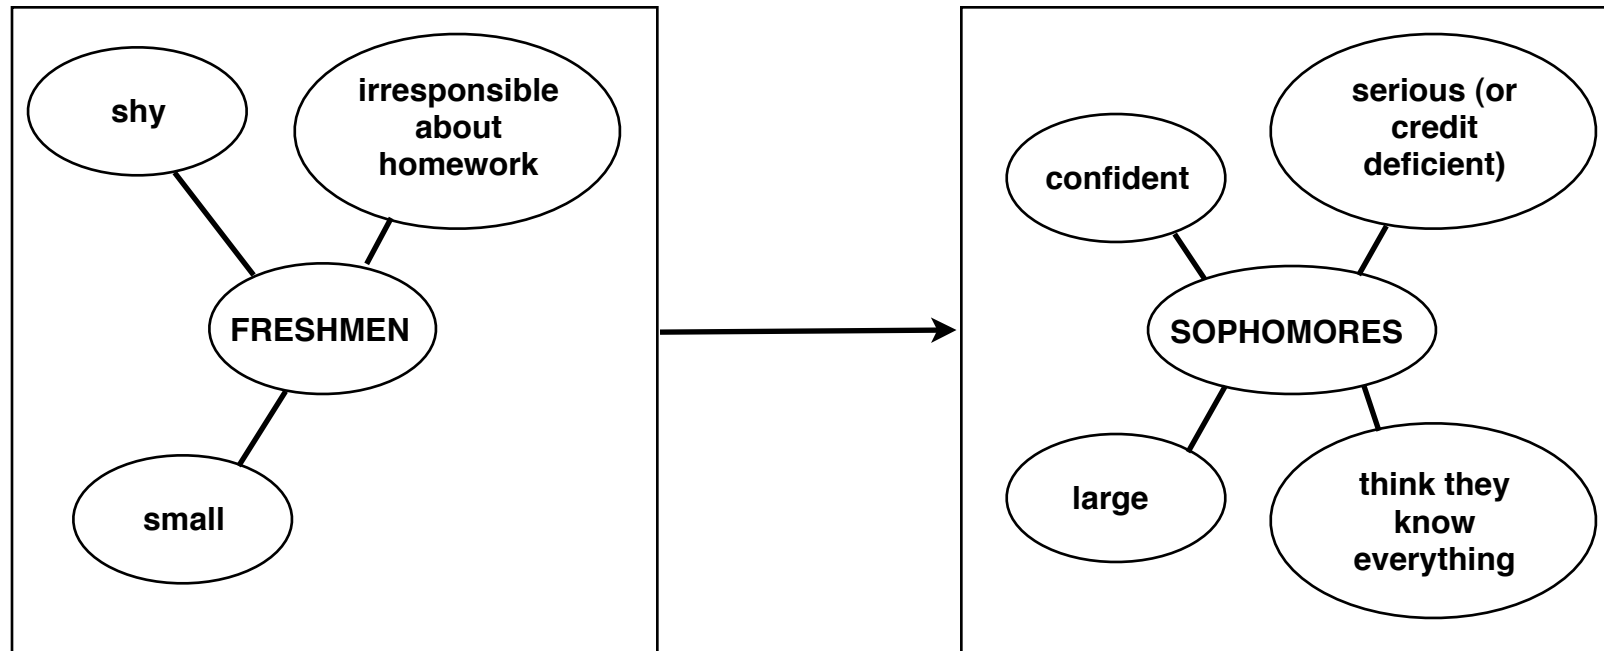 shy
irresponsible
about
homework
FRESHMEN
small
confident
serious (or
credit
deficient)
SOPHOMORES
large
think they
know
everything